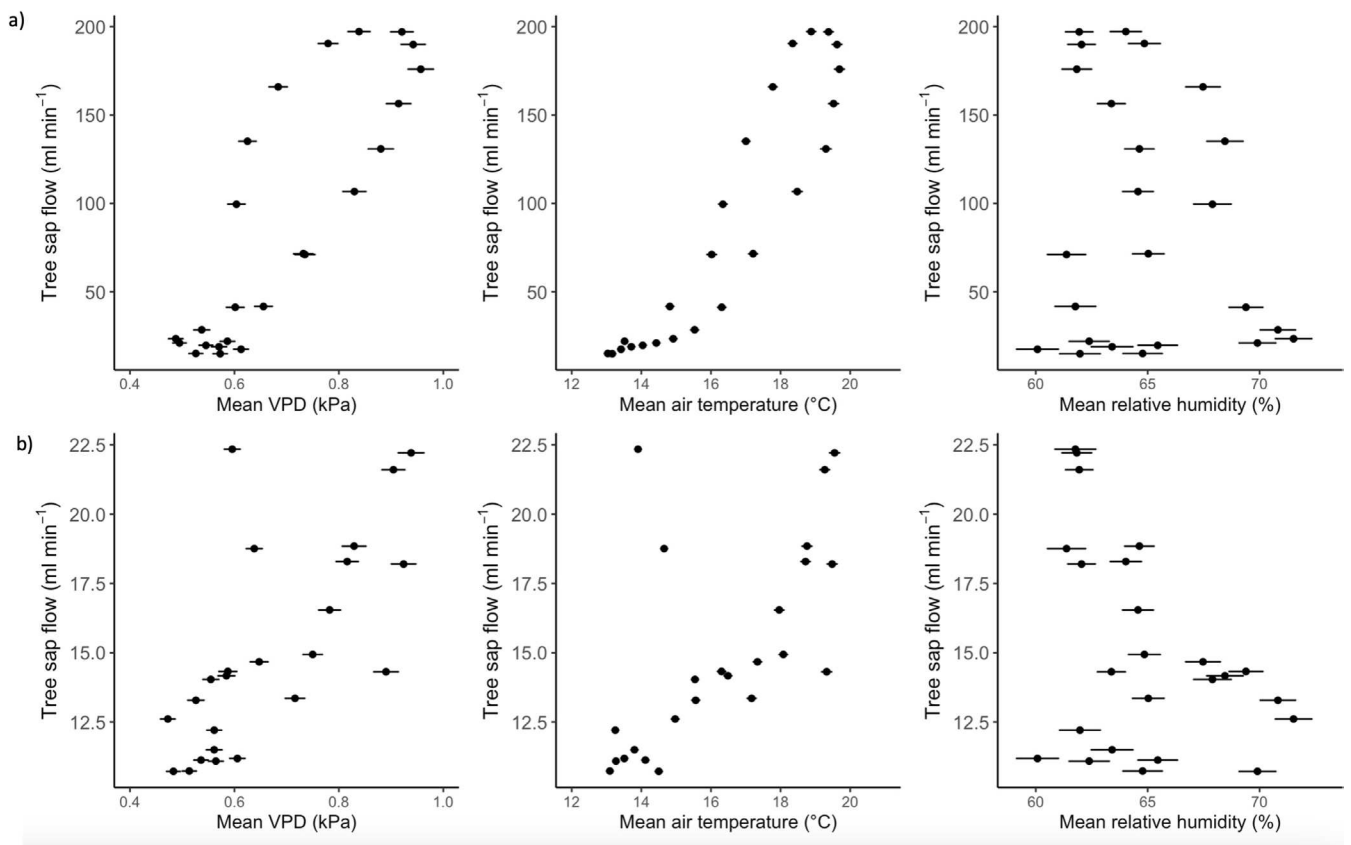 a)
Tree sap flow (ml min⁻¹)
200
150
100
50
0.4 0.6 0.8 1.0
Mean VPD (kPa)
Tree sap flow (ml min⁻¹)
200
150
100
50
12 14 16 18 20
Mean air temperature (°C)
Tree sap flow (ml min⁻¹)
200
150
100
50
60 65 70
Mean relative humidity (%)
b)
Tree sap flow (ml min⁻¹)
22.5
20.0
17.5
15.0
12.5
0.4 0.6 0.8 1.0
Mean VPD (kPa)
Tree sap flow (ml min⁻¹)
22.5
20.0
17.5
15.0
12.5
12 14 16 18 20
Mean air temperature (°C)
Tree sap flow (ml min⁻¹)
22.5
20.0
17.5
15.0
12.5
60 65 70
Mean relative humidity (%)